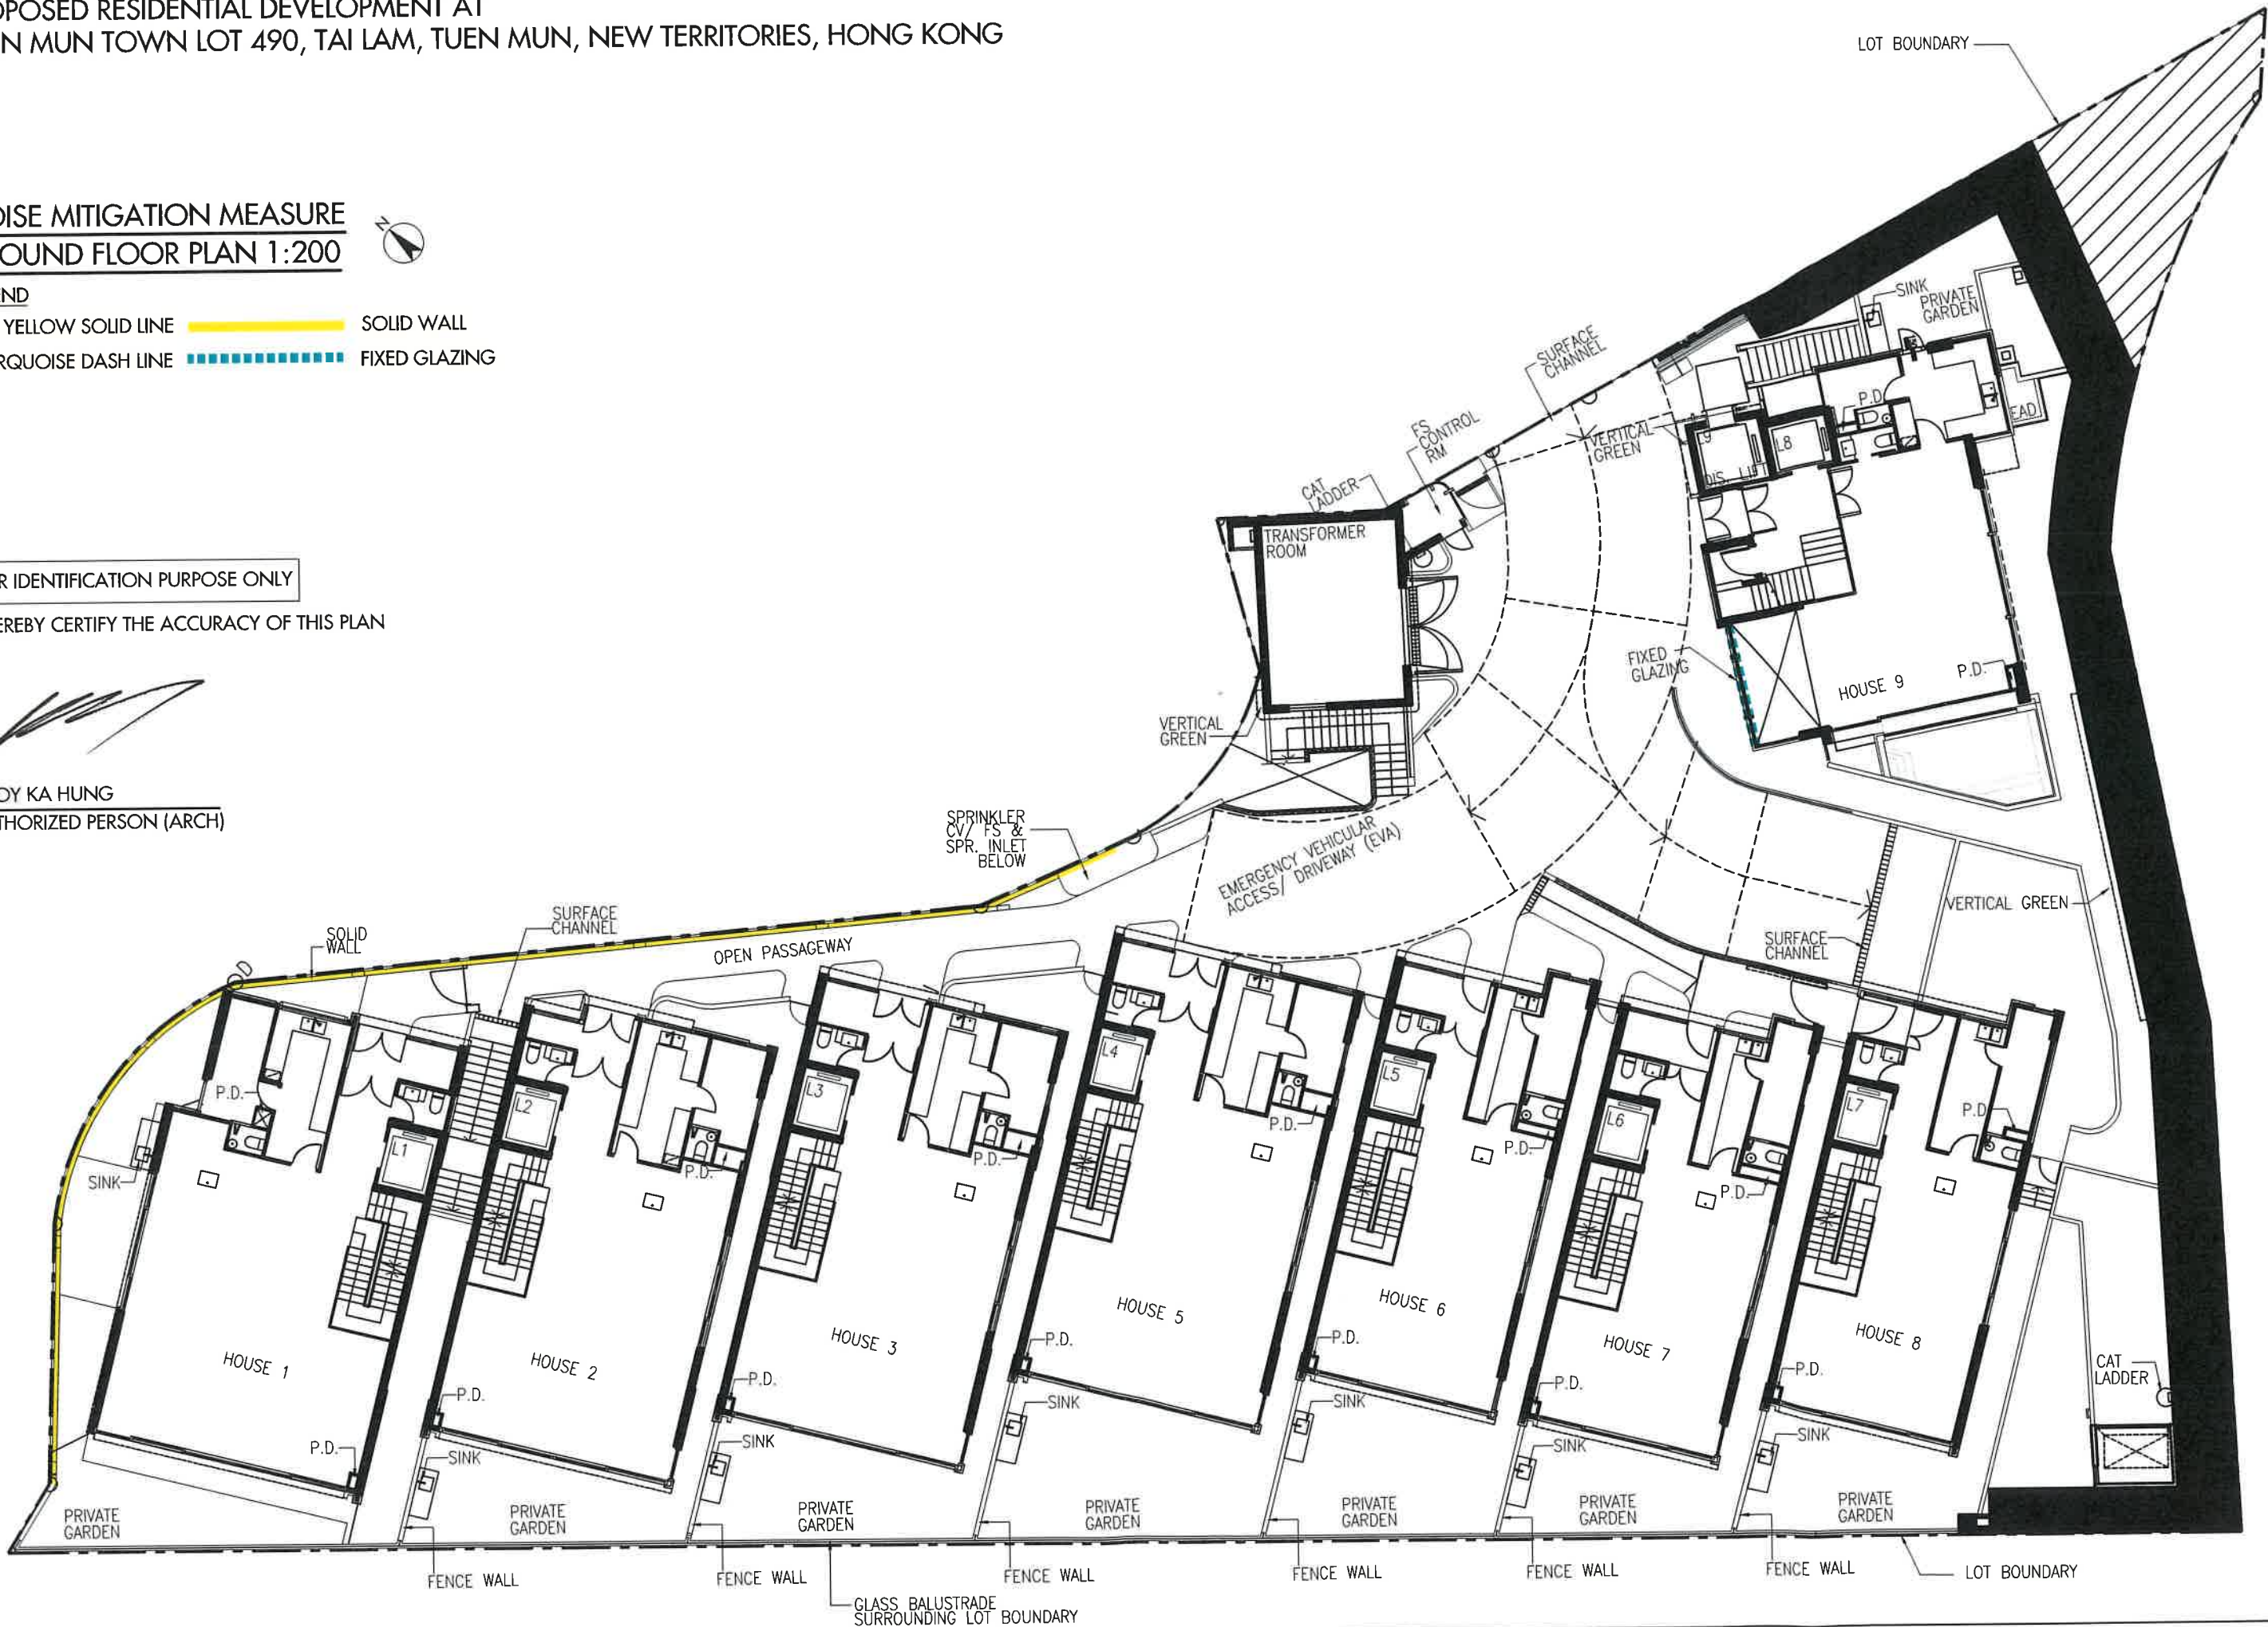 OPOSED RESIDENTIAL DEVELOPMENT AT
N MUN TOWN LOT 490, TAI LAM, TUEN MUN, NEW TERRITORIES, HONG KONG
LOT BOUNDARY
OISE MITIGATION MEASURE
OUND FLOOR PLAN 1:200
N
END
YELLOW SOLID LINE
SOLID WALL
RQUOISE DASH LINE
FIXED GLAZING
R IDENTIFICATION PURPOSE ONLY
EREBY CERTIFY THE ACCURACY OF THIS PLAN
OY KA HUNG
THORIZED PERSON (ARCH)
SINK
PRIVATE
GARDEN
SURFACE
CHANNEL
FS
CONTROL
RM
VERTICAL
GREEN
L9
DIS. LIFT
L8
P.D.
EAD
CAT
LADDER
TRANSFORMER
ROOM
FIXED
GLAZING
HOUSE 9
P.D.
VERTICAL
GREEN
SPRINKLER
CV/ FS &
SPR. INLET
BELOW
EMERGENCY VEHICULAR
ACCESS/ DRIVEWAY (EVA)
VERTICAL GREEN
SURFACE
CHANNEL
SOLID
WALL
SURFACE
CHANNEL
OPEN PASSAGEWAY
P.D.
SINK
L1
L2
P.D.
L3
P.D.
L4
P.D.
L5
P.D.
L6
P.D.
L7
P.D.
HOUSE 1
HOUSE 2
HOUSE 3
HOUSE 5
HOUSE 6
HOUSE 7
HOUSE 8
P.D.
P.D.
P.D.
P.D.
P.D.
P.D.
P.D.
SINK
SINK
SINK
SINK
SINK
SINK
CAT
LADDER
PRIVATE
GARDEN
PRIVATE
GARDEN
PRIVATE
GARDEN
PRIVATE
GARDEN
PRIVATE
GARDEN
PRIVATE
GARDEN
PRIVATE
GARDEN
FENCE WALL
FENCE WALL
FENCE WALL
FENCE WALL
FENCE WALL
FENCE WALL
LOT BOUNDARY
GLASS BALUSTRADE
SURROUNDING LOT BOUNDARY